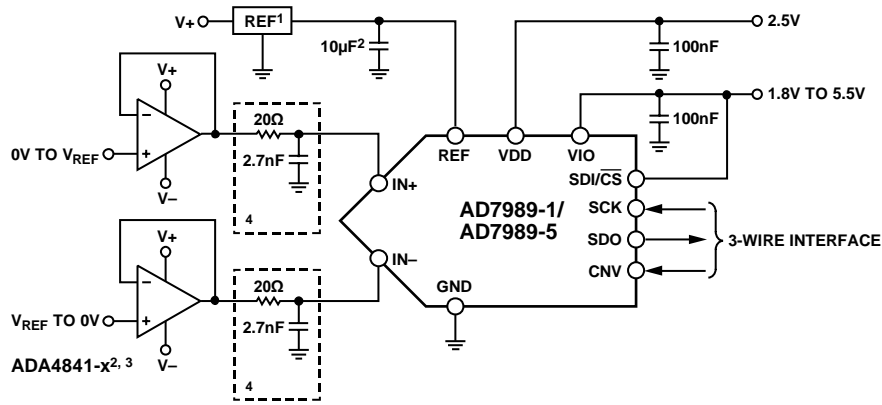 V+
REF1
10µF2
2.5V
100nF
1.8V TO 5.5V
100nF
V+
−
+
0V TO VREF
V−
20Ω
2.7nF
4
REF
VDD
VIO
IN+
SDI/CS
AD7989-1/
AD7989-5
SCK
SDO
CNV
3-WIRE INTERFACE
IN−
GND
V+
−
+
VREF TO 0V
V−
ADA4841-x2, 3
20Ω
2.7nF
4